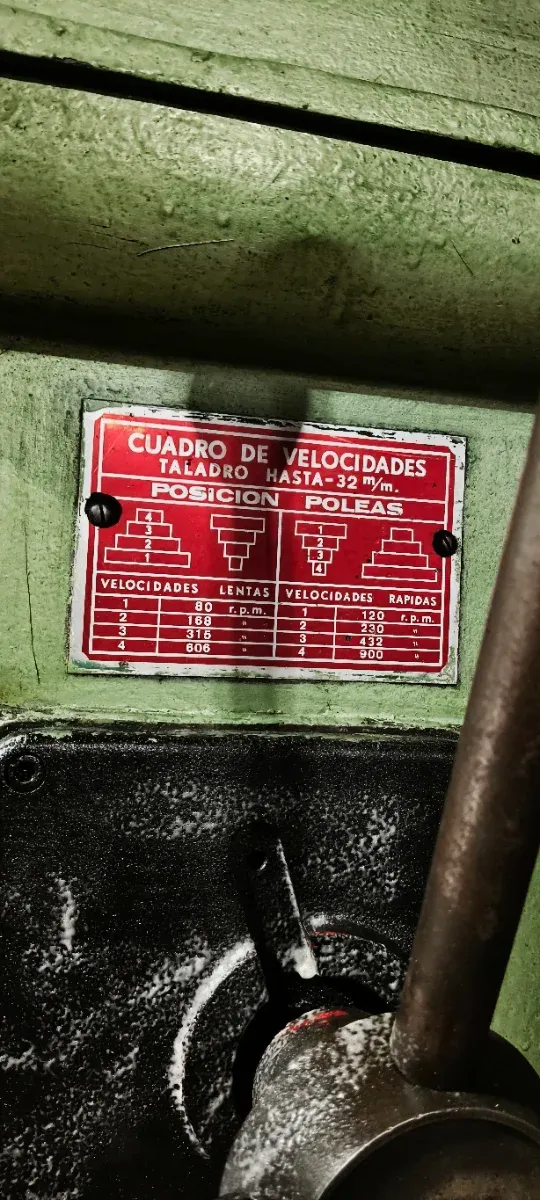 CUADRO DE VELOCIDADES
TALADRO HASTA-32 m/m.
POSICION POLEAS
4
3
2
1
1
2
3
4
VELOCIDADES LENTAS VELOCIDADES RAPIDAS
1 80 r.p.m. 1 120 r.p.m.
2 168 " 2 230 "
3 315 " 3 432 "
4 606 " 4 900 "